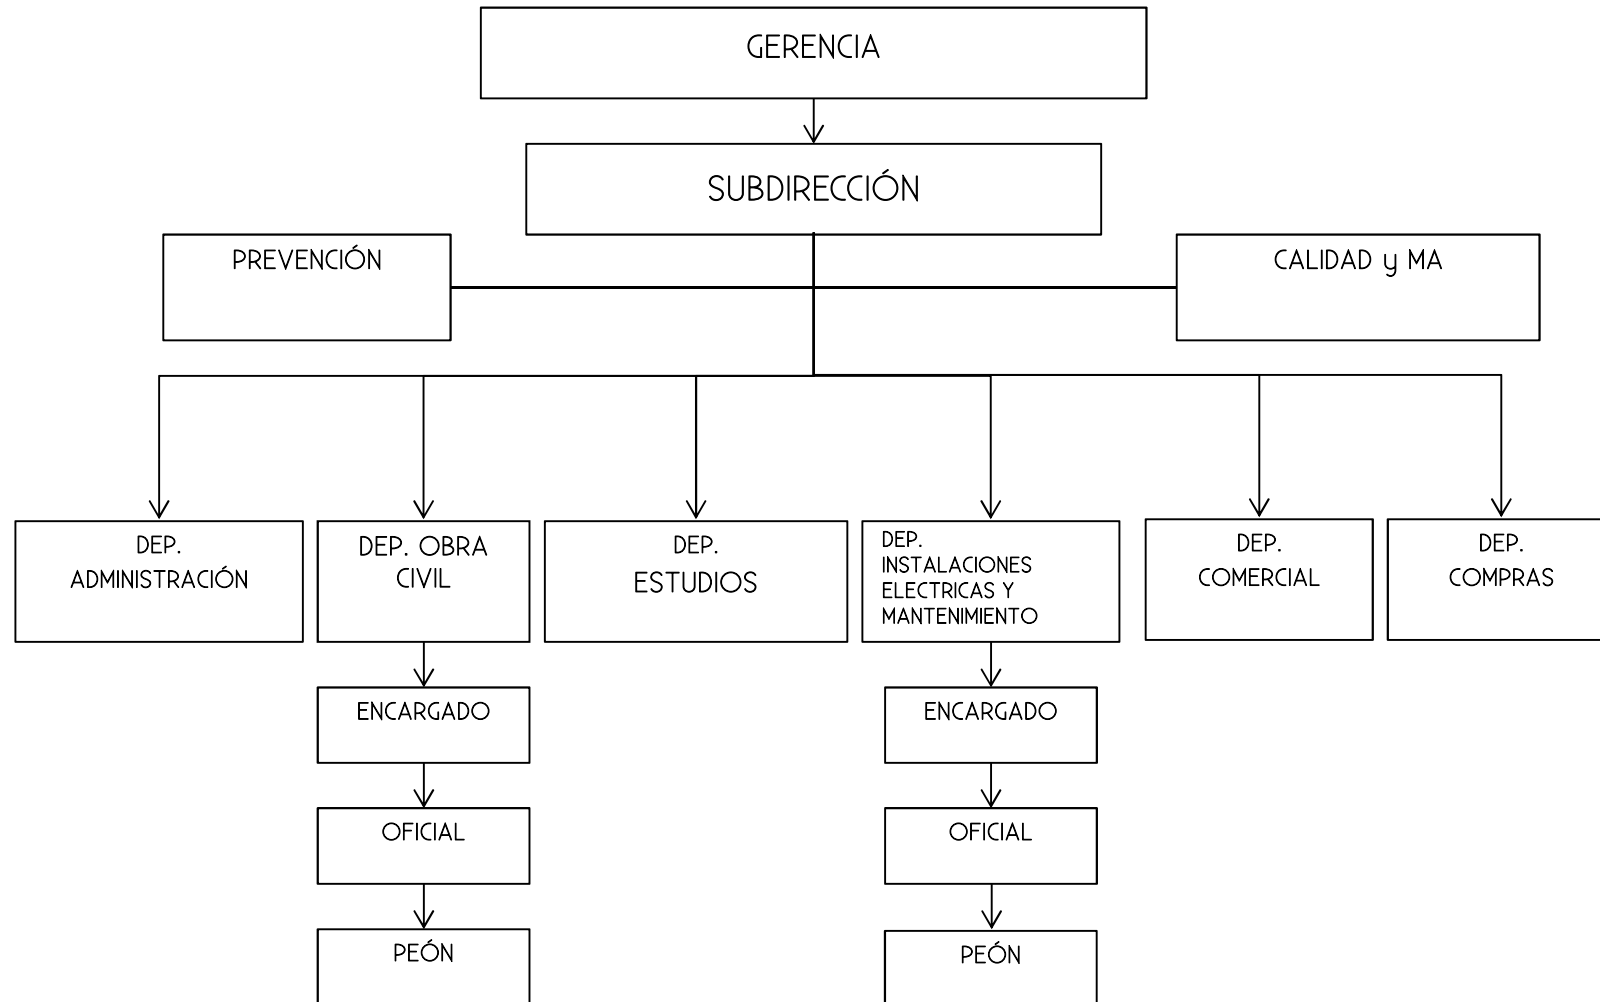 GERENCIA
SUBDIRECCIÓN
PREVENCIÓN
CALIDAD y MA
DEP.
ADMINISTRACIÓN
DEP. OBRA
CIVIL
DEP.
ESTUDIOS
DEP.
INSTALACIONES
ELECTRICAS Y
MANTENIMIENTO
DEP.
COMERCIAL
DEP.
COMPRAS
ENCARGADO
ENCARGADO
OFICIAL
OFICIAL
PEÓN
PEÓN